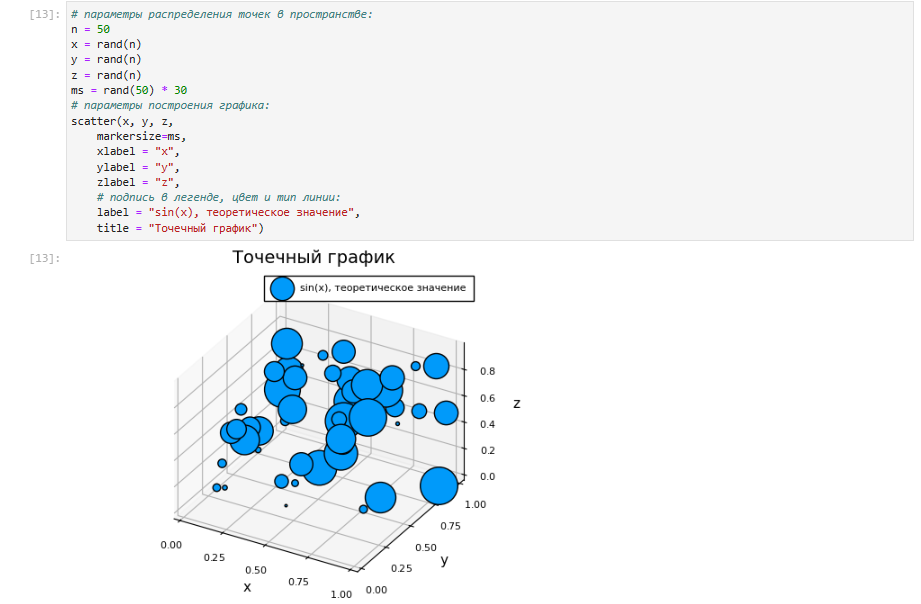 [13]:
# параметры распределения точек в пространстве:
n = 50
x = rand(n)
y = rand(n)
z = rand(n)
ms = rand(50) * 30
# параметры построения графика:
scatter(x, y, z,
    markersize=ms,
    xlabel = "x",
    ylabel = "y",
    zlabel = "z",
    # подпись в легенде, цвет и тип линии:
    label = "sin(x), теоретическое значение",
    title = "Точечный график")
[13]:
Точечный график
sin(x), теоретическое значение
0.8
0.6
z
0.4
0.2
0.0
1.00
0.75
0.50
y
0.25
0.00
0.00
0.25
0.50
x
0.75
1.00